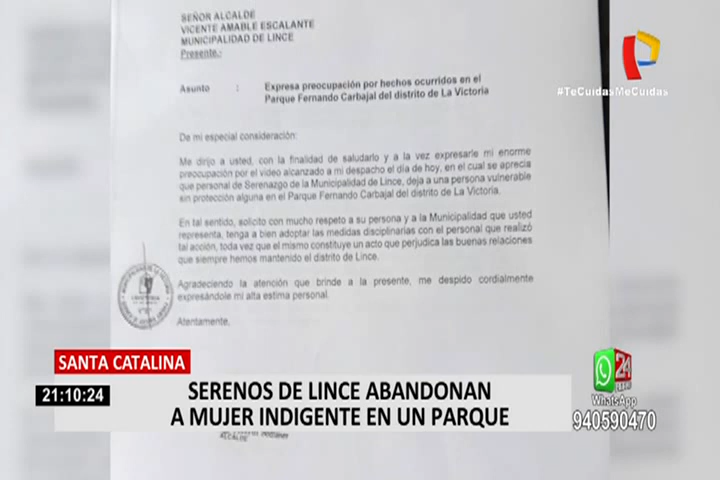 SEÑOR ALCALDE
VICENTE AMABLE ESCALANTE
MUNICIPALIDAD DE LINCE
Presente.-
#TeCuidasMeCuidas
Asunto : Expresa preocupación por hechos ocurridos en el
Parque Fernando Carbajal del distrito de La Victoria
De mi especial consideración:
Me dirijo a usted, con la finalidad de saludarlo y a la vez expresarle mi enorme
preocupación por el video alcanzado a mi despacho el día de hoy, en el cual se aprecia
que personal de Serenazgo de la Municipalidad de Lince, deja a una persona vulnerable
sin protección alguna en el Parque Fernando Carbajal del distrito de La Victoria.
En tal sentido, solicito con mucho respeto a su persona y a la Municipalidad que usted
representa, tenga a bien adoptar las medidas disciplinarias con el personal que realizó
tal acción, toda vez que el mismo constituye un acto que perjudica las buenas relaciones
que siempre hemos mantenido el distrito de Lince.
Agradeciendo la atención que brinde a la presente, me despido cordialmente
expresándole mi alta estima personal.
Atentamente,
SANTA CATALINA
21:10:24
SERENOS DE LINCE ABANDONAN
A MUJER INDIGENTE EN UN PARQUE
24
WhatsApp
940590470
ALCALDE